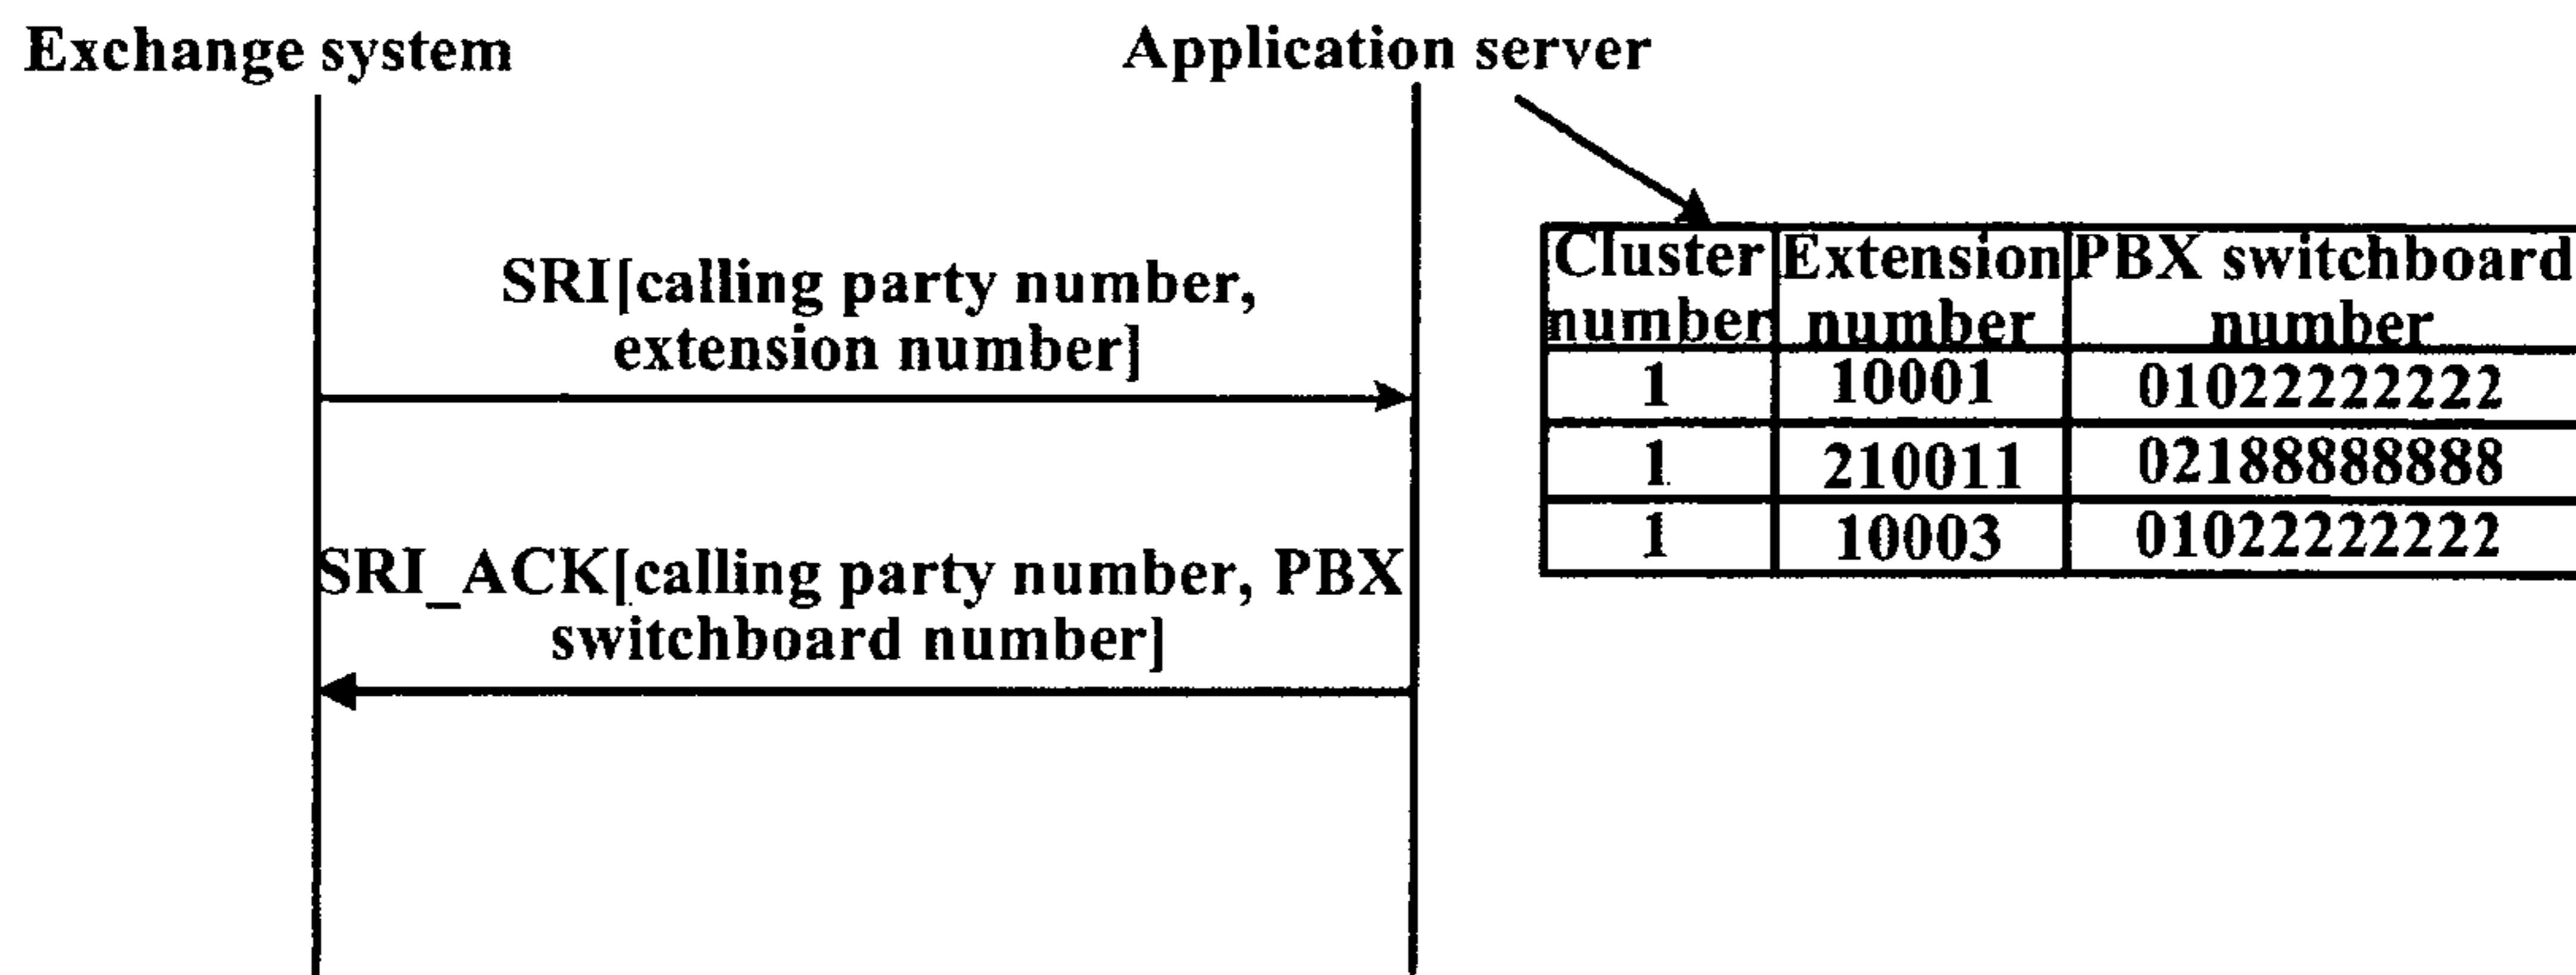 Exchange system
Application server
SRI[calling party number,
extension number]
SRI_ACK[calling party number, PBX
switchboard number]
Cluster number Extension number PBX switchboard number
1 10001 01022222222
1 210011 02188888888
1 10003 01022222222